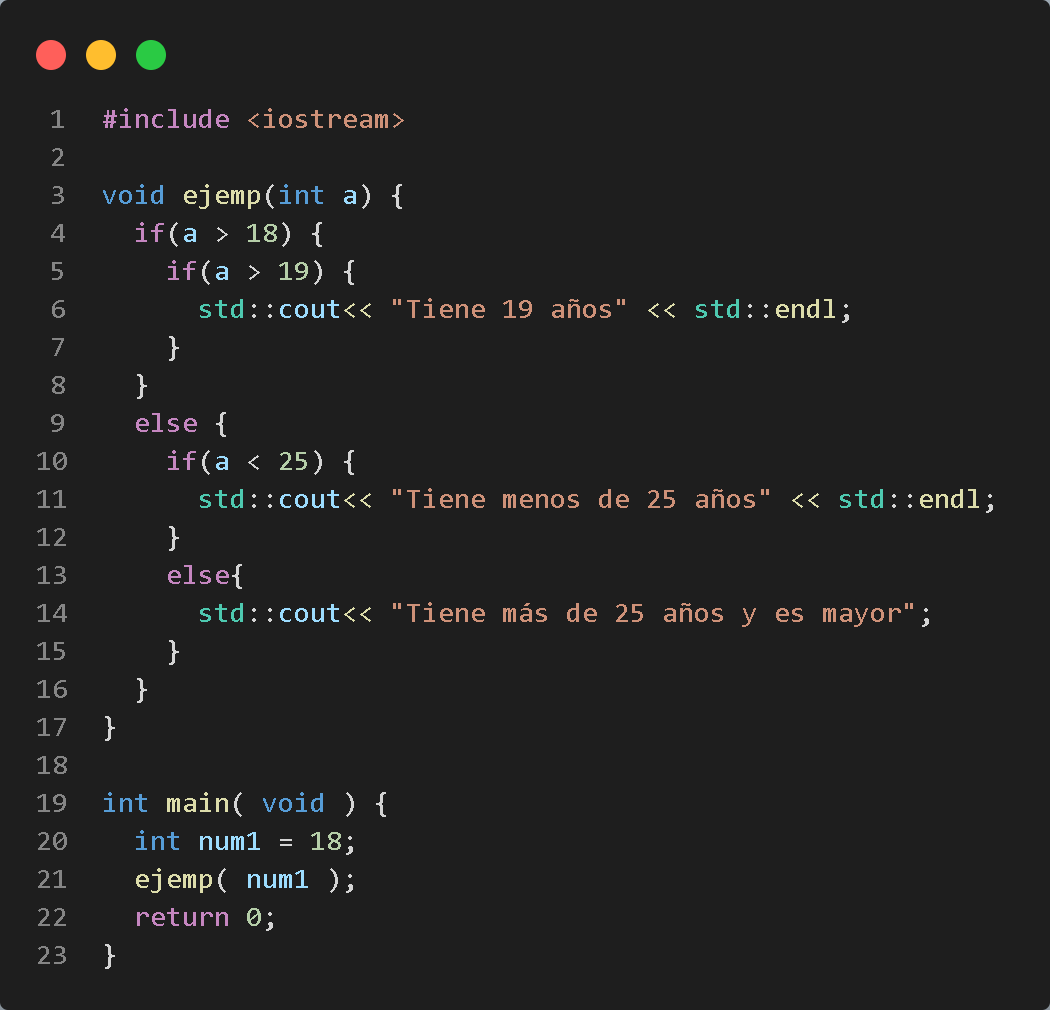 1 #include <iostream>
2
3 void ejemp(int a) {
4   if(a > 18) {
5     if(a > 19) {
6       std::cout<< "Tiene 19 años" << std::endl;
7     }
8   }
9   else {
10     if(a < 25) {
11       std::cout<< "Tiene menos de 25 años" << std::endl;
12     }
13     else{
14       std::cout<< "Tiene más de 25 años y es mayor";
15     }
16   }
17 }
18
19 int main( void ) {
20   int num1 = 18;
21   ejemp( num1 );
22   return 0;
23 }